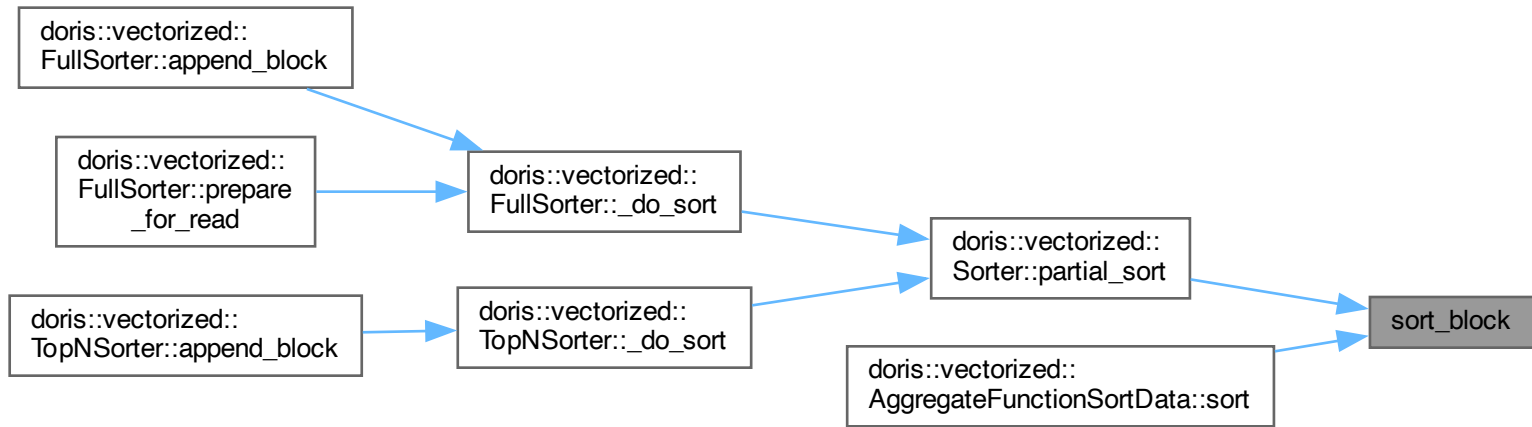 doris::vectorized::
FullSorter::append_block
doris::vectorized::
FullSorter::prepare
_for_read
doris::vectorized::
FullSorter::_do_sort
doris::vectorized::
Sorter::partial_sort
doris::vectorized::
TopNSorter::append_block
doris::vectorized::
TopNSorter::_do_sort
sort_block
doris::vectorized::
AggregateFunctionSortData::sort